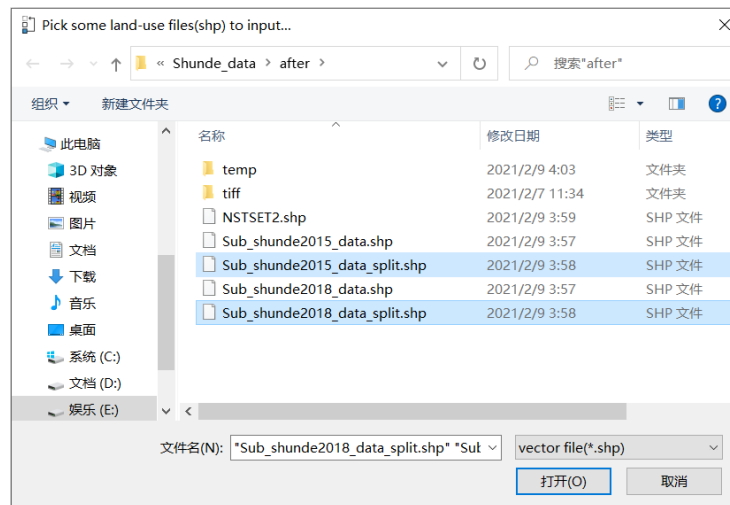 Pick some land-use files(shp) to input...
« Shunde_data › after ›
搜索"after"
组织
新建文件夹
名称
修改日期
类型
此电脑
3D 对象
视频
图片
文档
下载
音乐
桌面
系统 (C:)
文档 (D:)
娱乐 (E:)
temp 2021/2/9 4:03 文件夹
tiff 2021/2/7 11:34 文件夹
NSTSET2.shp 2021/2/9 3:59 SHP 文件
Sub_shunde2015_data.shp 2021/2/9 3:57 SHP 文件
Sub_shunde2015_data_split.shp 2021/2/9 3:58 SHP 文件
Sub_shunde2018_data.shp 2021/2/9 3:57 SHP 文件
Sub_shunde2018_data_split.shp 2021/2/9 3:58 SHP 文件
文件名(N): "Sub_shunde2018_data_split.shp" "Sub
vector file(*.shp)
打开(O)
取消